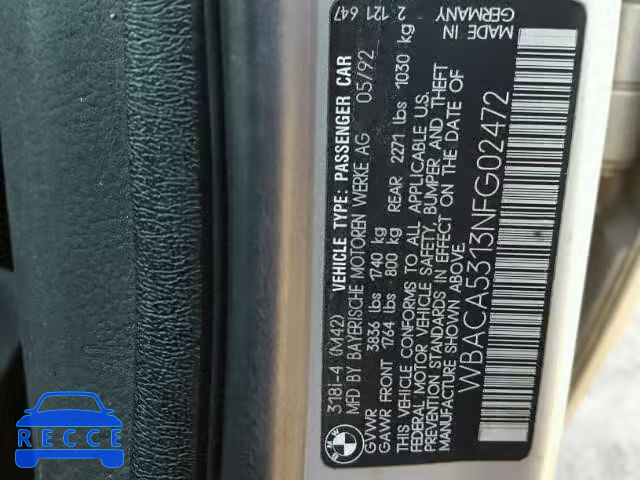 318i-4 (M42) VEHICLE TYPE: PASSENGER CAR 2 121 647
MFD BY BAYERISCHE MOTOREN WERKE AG 05/92
GVWR 3836 lbs 1740 kg
GAWR FRONT 1764 lbs 800 kg REAR 2271 lbs 1030 kg
THIS VEHICLE CONFORMS TO ALL APPLICABLE U.S.
FEDERAL MOTOR VEHICLE SAFETY, BUMPER AND THEFT
PREVENTION STANDARDS IN EFFECT ON THE DATE OF
MANUFACTURE SHOWN ABOVE.
MADE IN
GERMANY
WBACA5313NFG02472
BMW
RECCE